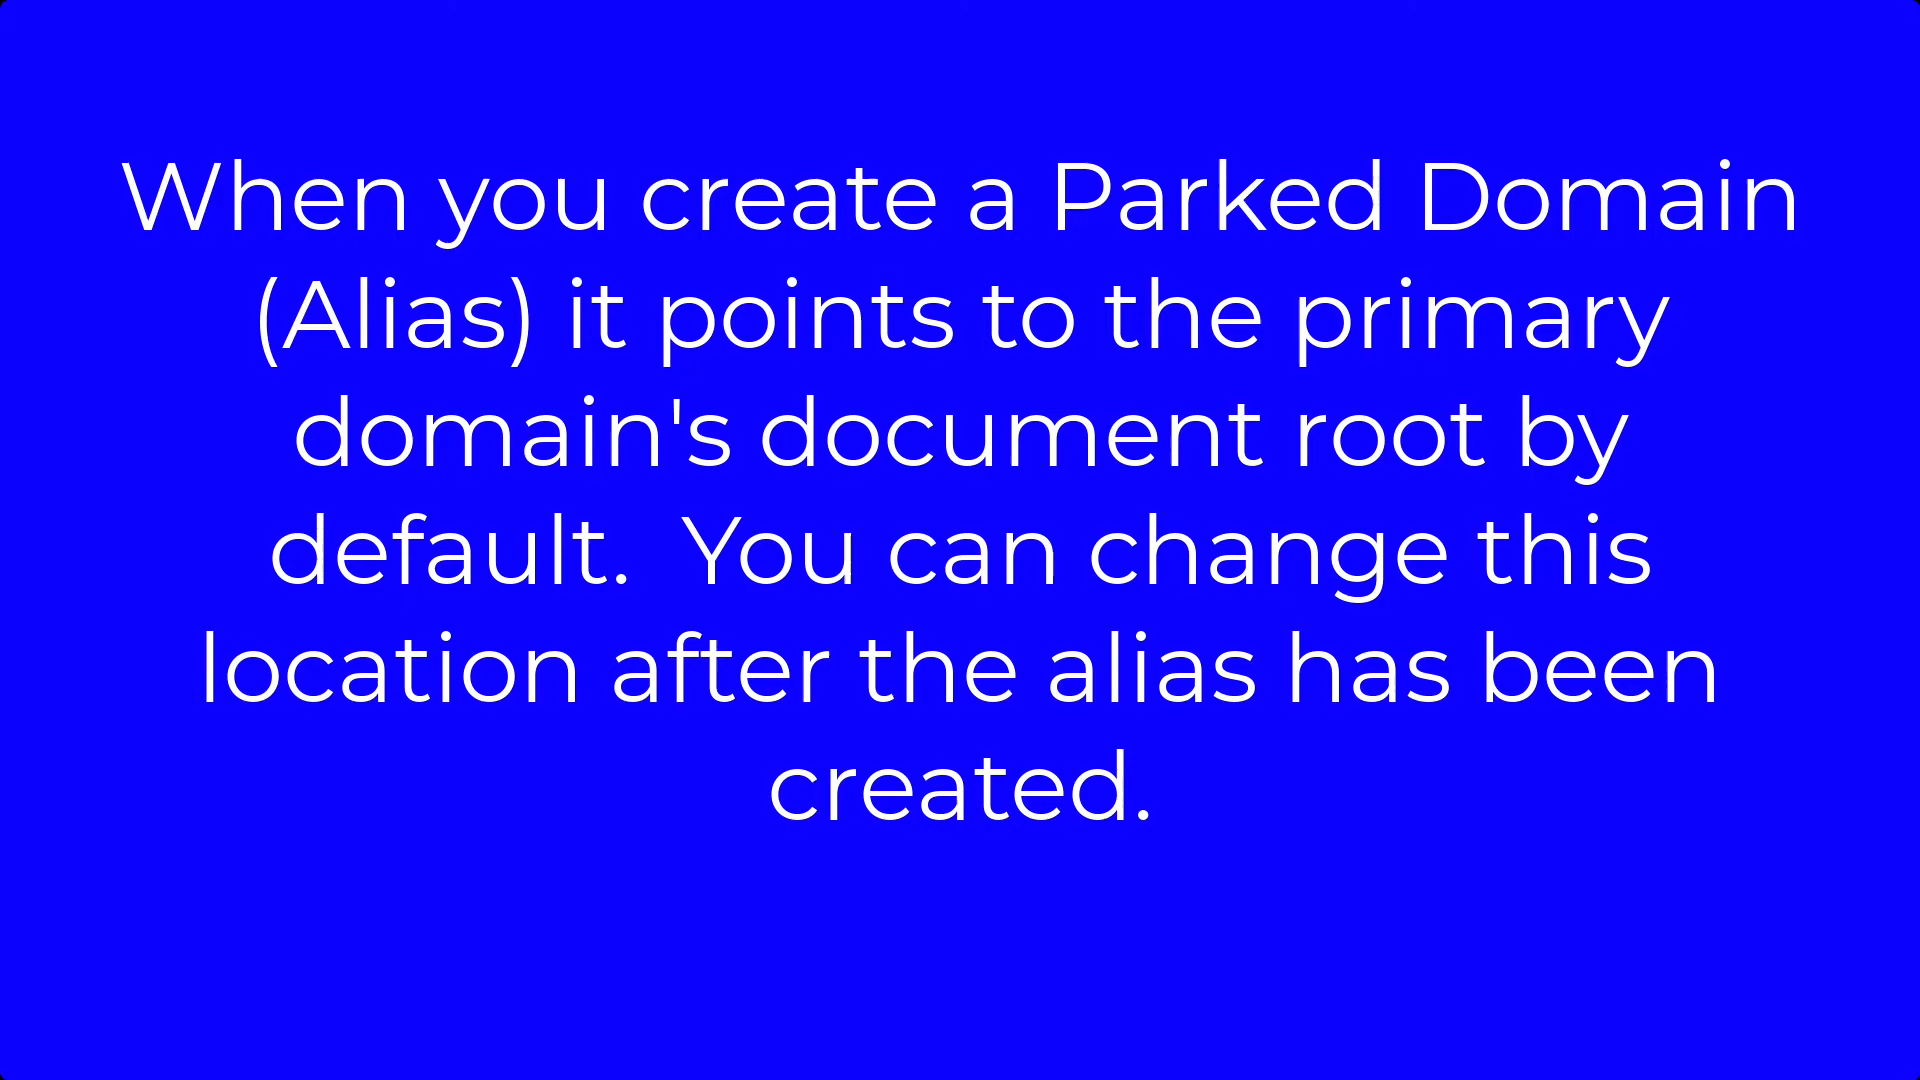 When you create a Parked Domain
(Alias) it points to the primary
domain's document root by
default.  You can change this
location after the alias has been
created.